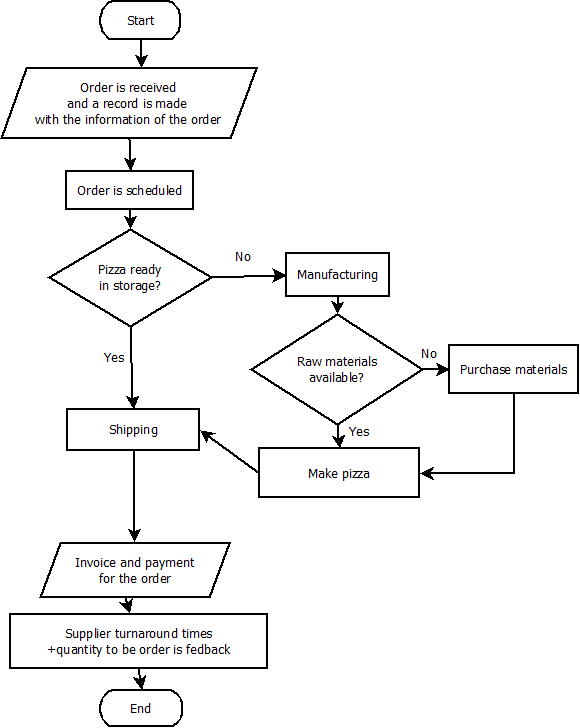 Start
Order is received
and a record is made
with the information of the order
Order is scheduled
Pizza ready
in storage?
No
Manufacturing
Raw materials
available?
No
Purchase materials
Yes
Shipping
Yes
Make pizza
Invoice and payment
for the order
Supplier turnaround times
+quantity to be order is fedback
End